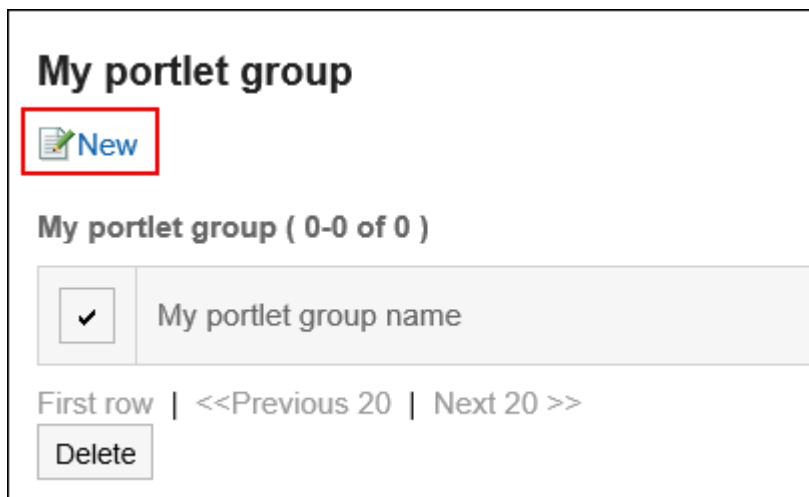 My portlet group
New
My portlet group ( 0-0 of 0 )
My portlet group name
First row | <<Previous 20 | Next 20 >>
Delete